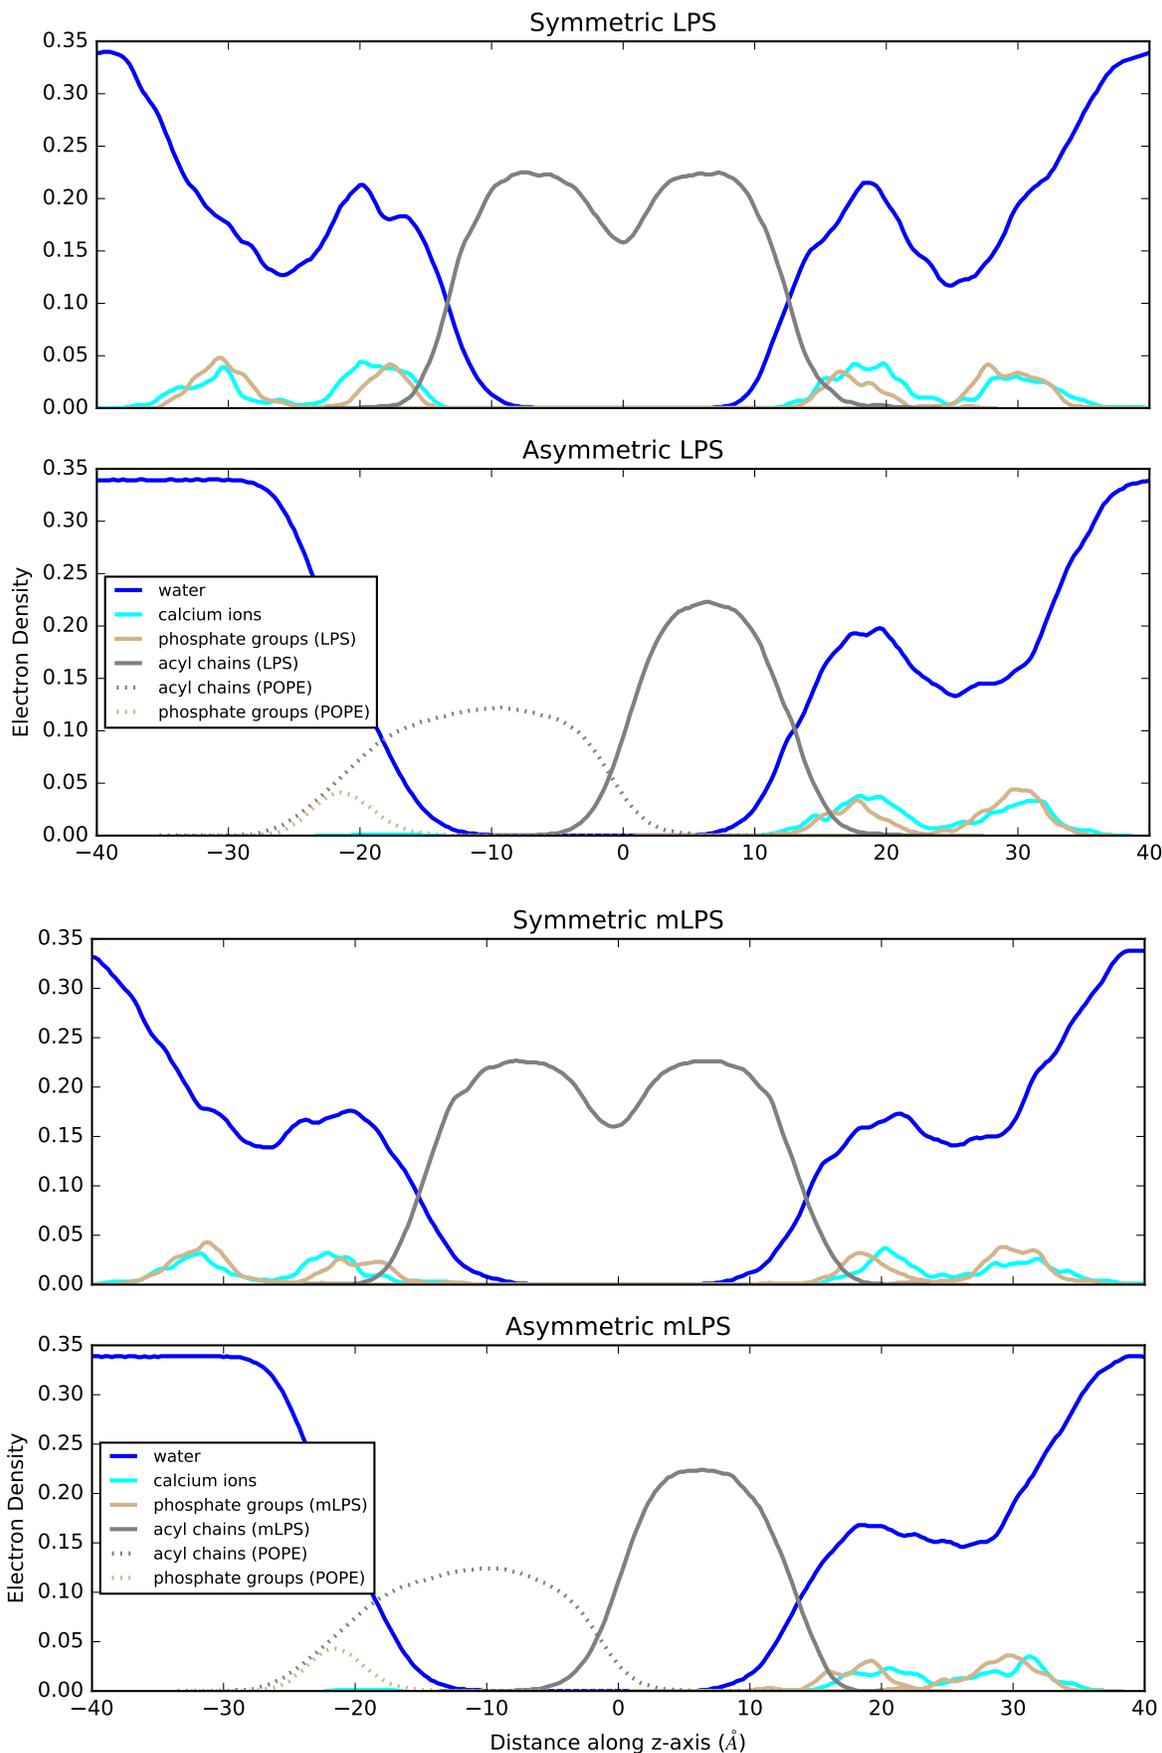 Symmetric LPS
0.35
0.30
0.25
0.20
0.15
0.10
0.05
0.00
Asymmetric LPS
0.35
0.30
0.25
0.20
0.15
0.10
0.05
0.00
Electron Density
water
calcium ions
phosphate groups (LPS)
acyl chains (LPS)
acyl chains (POPE)
phosphate groups (POPE)
−40 −30 −20 −10 0 10 20 30 40
Symmetric mLPS
0.35
0.30
0.25
0.20
0.15
0.10
0.05
0.00
Asymmetric mLPS
0.35
0.30
0.25
0.20
0.15
0.10
0.05
0.00
Electron Density
water
calcium ions
phosphate groups (mLPS)
acyl chains (mLPS)
acyl chains (POPE)
phosphate groups (POPE)
−40 −30 −20 −10 0 10 20 30 40
Distance along z-axis (Å)